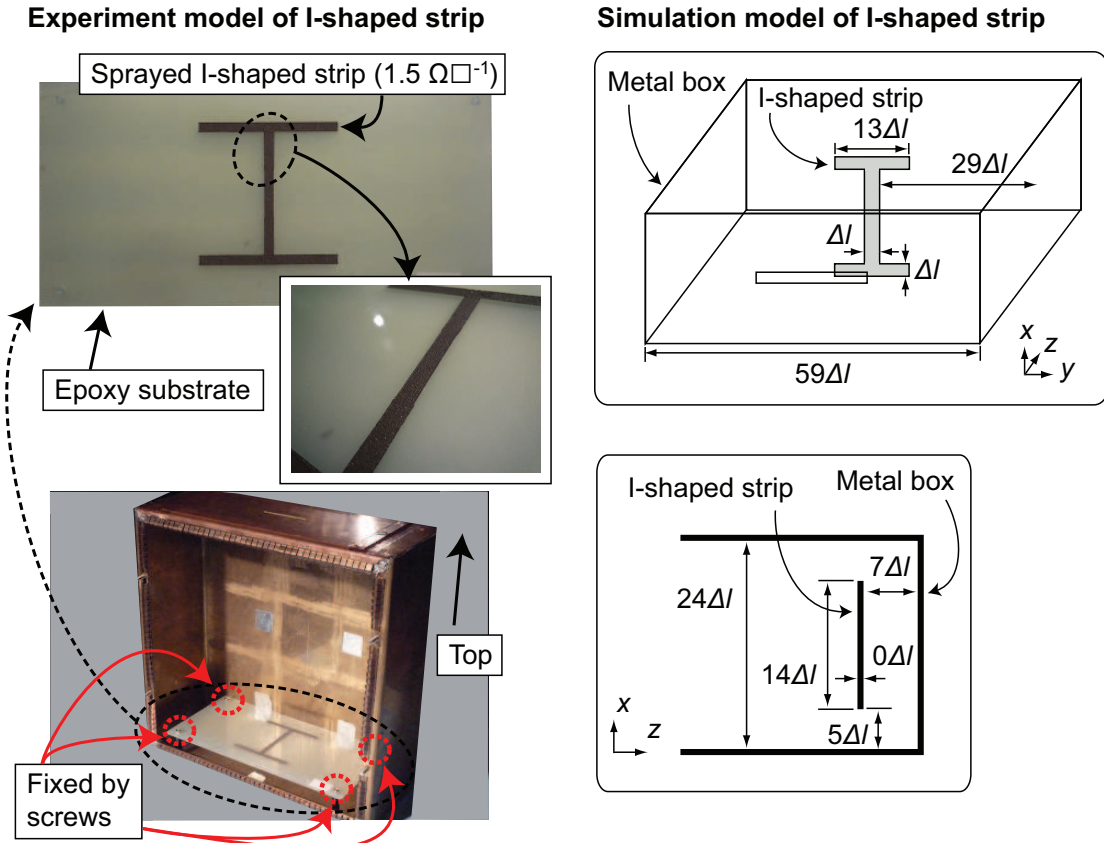 Experiment model of I-shaped strip
Sprayed I-shaped strip (1.5 Ω□⁻¹)
Epoxy substrate
Top
Fixed by
screws
Simulation model of I-shaped strip
Metal box
I-shaped strip
13Δl
29Δl
Δl
Δl
59Δl
x
z
y
I-shaped strip
Metal box
7Δl
24Δl
14Δl
0Δl
5Δl
x
z